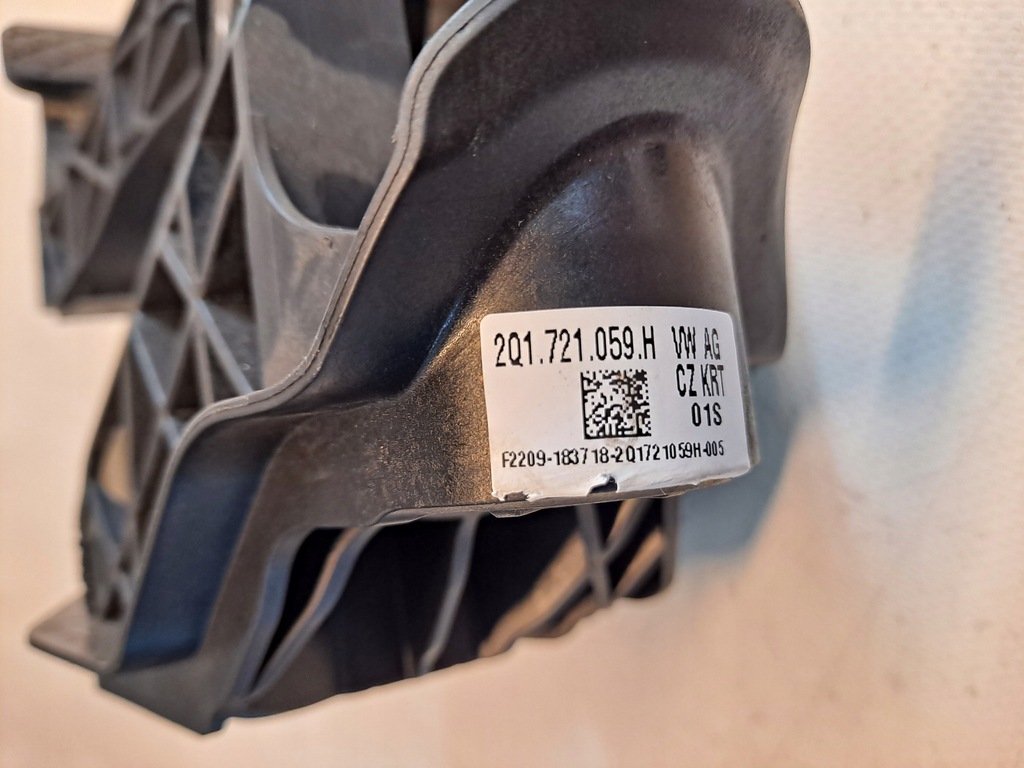 2Q1.721.059.H VW AG
CZ KRT
01S
F2209-183718-2Q1721059H-005